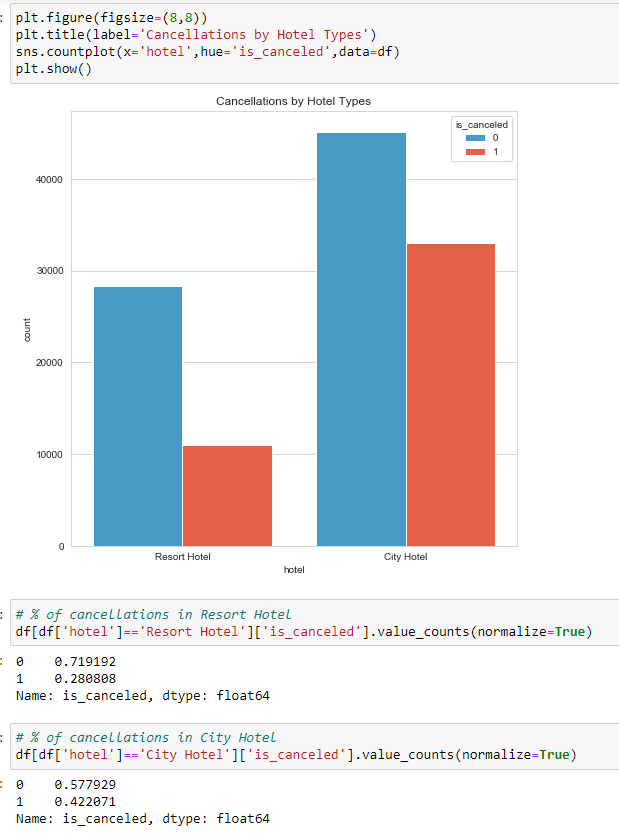 : plt.figure(figsize=(8,8))
plt.title(label='Cancellations by Hotel Types')
sns.countplot(x='hotel',hue='is_canceled',data=df)
plt.show()
Cancellations by Hotel Types
is_canceled
0
1
40000
30000
20000
10000
0
count
Resort Hotel City Hotel
hotel
: # % of cancellations in Resort Hotel
df[df['hotel']=='Resort Hotel']['is_canceled'].value_counts(normalize=True)
: 0    0.719192
1    0.280808
Name: is_canceled, dtype: float64
: # % of cancellations in City Hotel
df[df['hotel']=='City Hotel']['is_canceled'].value_counts(normalize=True)
: 0    0.577929
1    0.422071
Name: is_canceled, dtype: float64